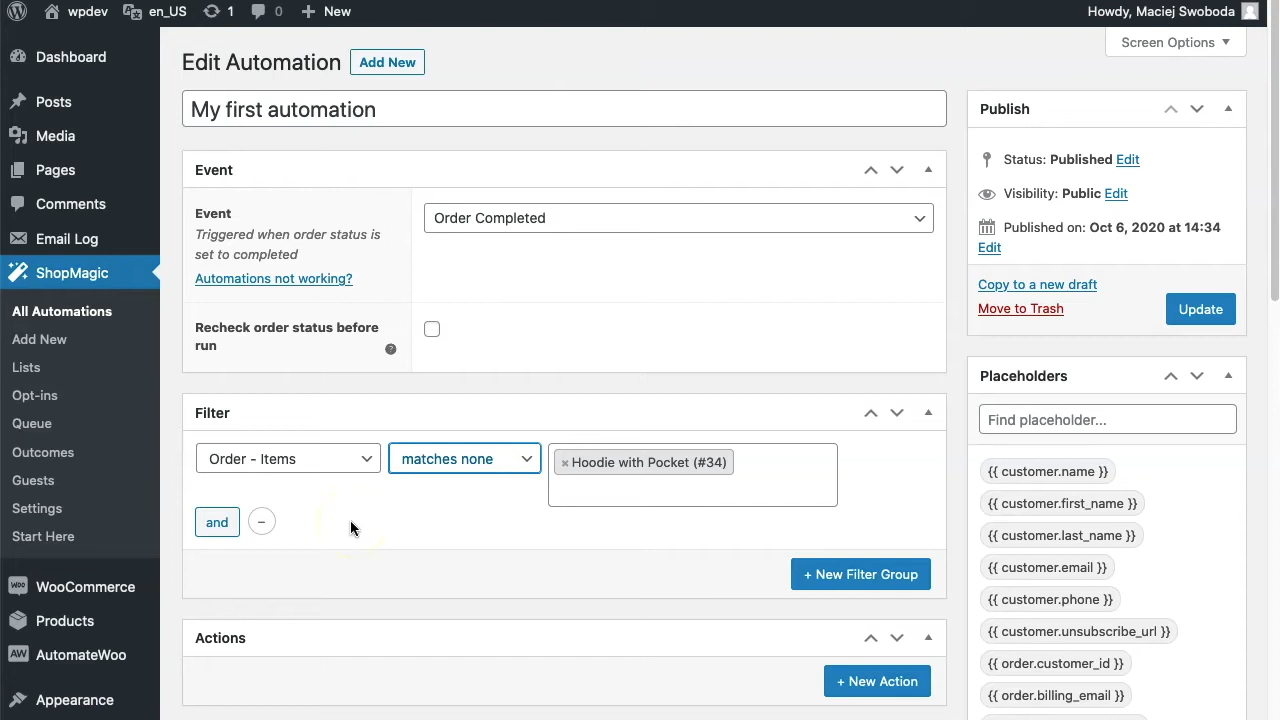 wpdev
en_US
1
0
New
Howdy, Maciej Swoboda
Dashboard
Posts
Media
Pages
Comments
Email Log
ShopMagic
All Automations
Add New
Lists
Opt-ins
Queue
Outcomes
Guests
Settings
Start Here
WooCommerce
Products
AutomateWoo
Appearance
Screen Options
Edit Automation
Add New
My first automation
Event
Event
Triggered when order status is
set to completed
Automations not working?
Order Completed
Recheck order status before
run
Filter
Order - Items
matches none
× Hoodie with Pocket (#34)
and
–
+ New Filter Group
Actions
+ New Action
Publish
Status: Published Edit
Visibility: Public Edit
Published on: Oct 6, 2020 at 14:34
Edit
Copy to a new draft
Move to Trash
Update
Placeholders
Find placeholder...
{{ customer.name }}
{{ customer.first_name }}
{{ customer.last_name }}
{{ customer.email }}
{{ customer.phone }}
{{ customer.unsubscribe_url }}
{{ order.customer_id }}
{{ order.billing_email }}